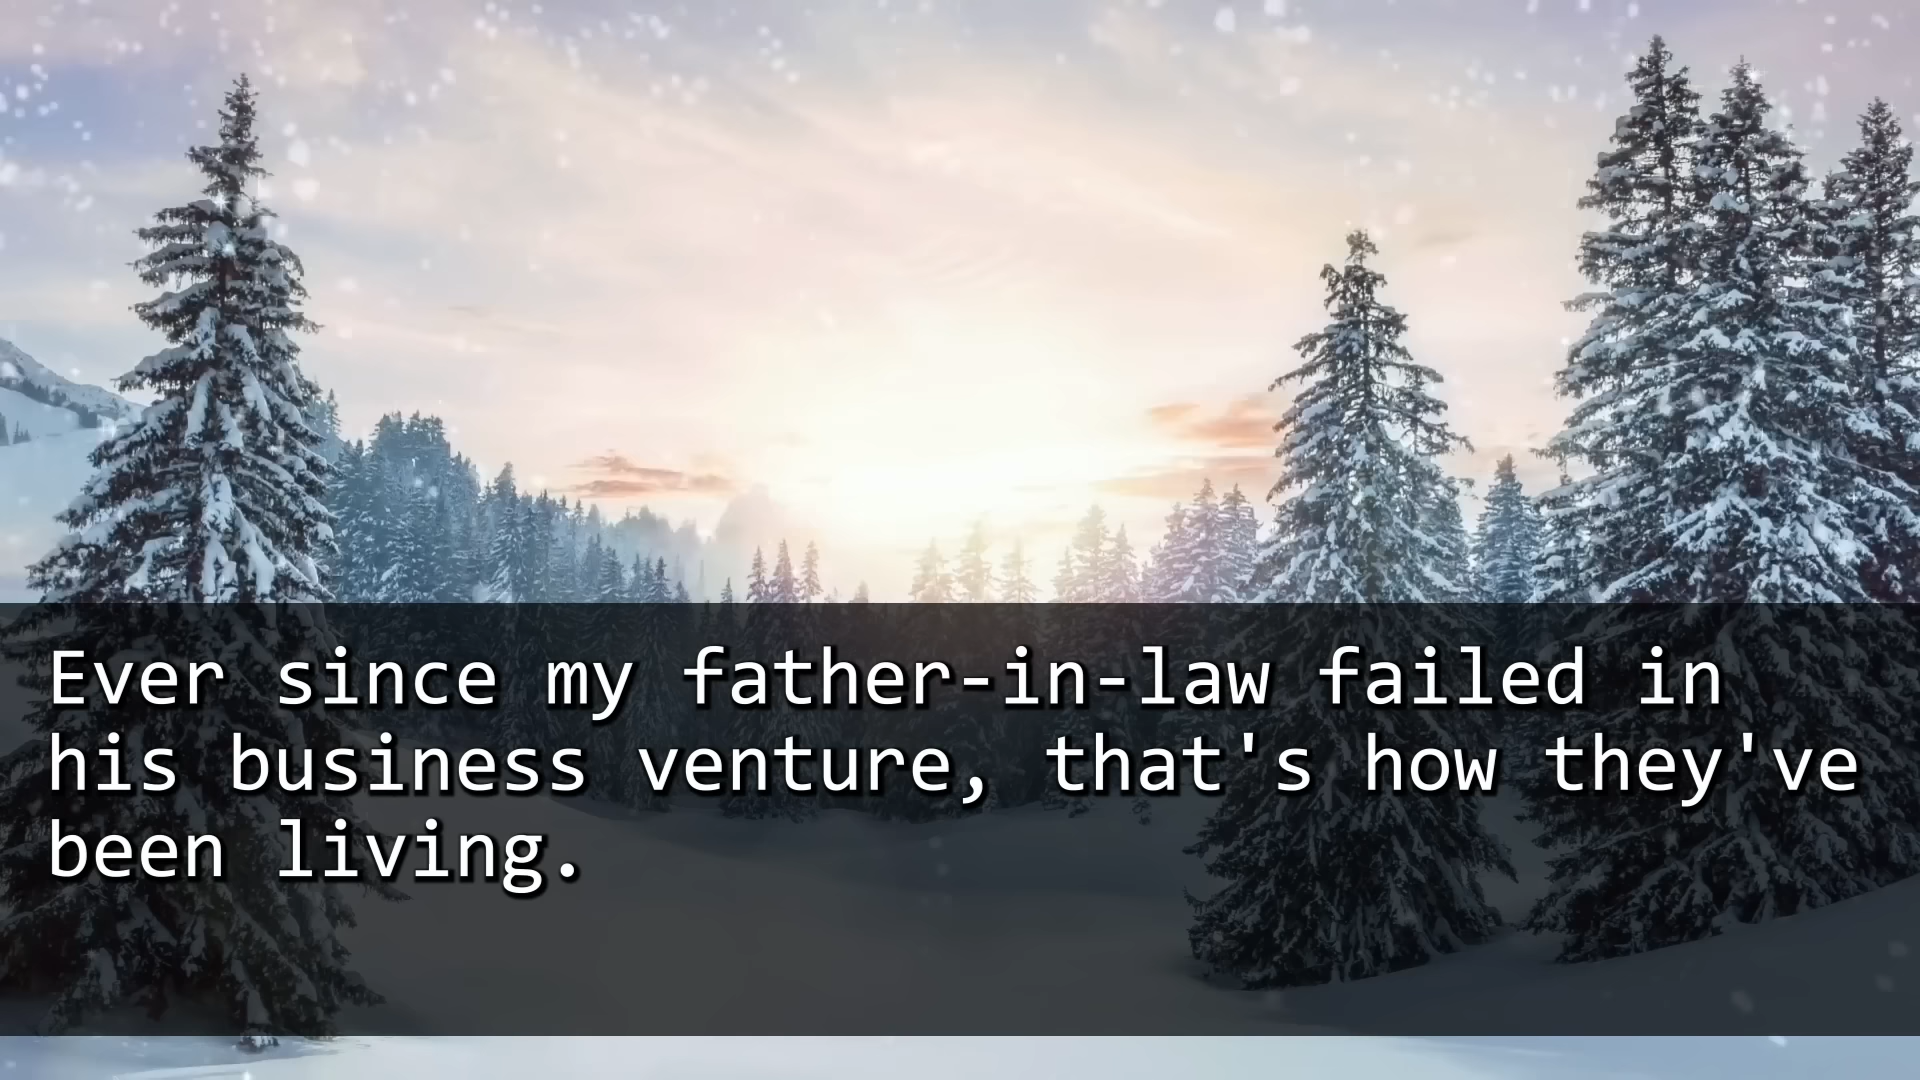 Ever since my father-in-law failed in
his business venture, that's how they've
been living.